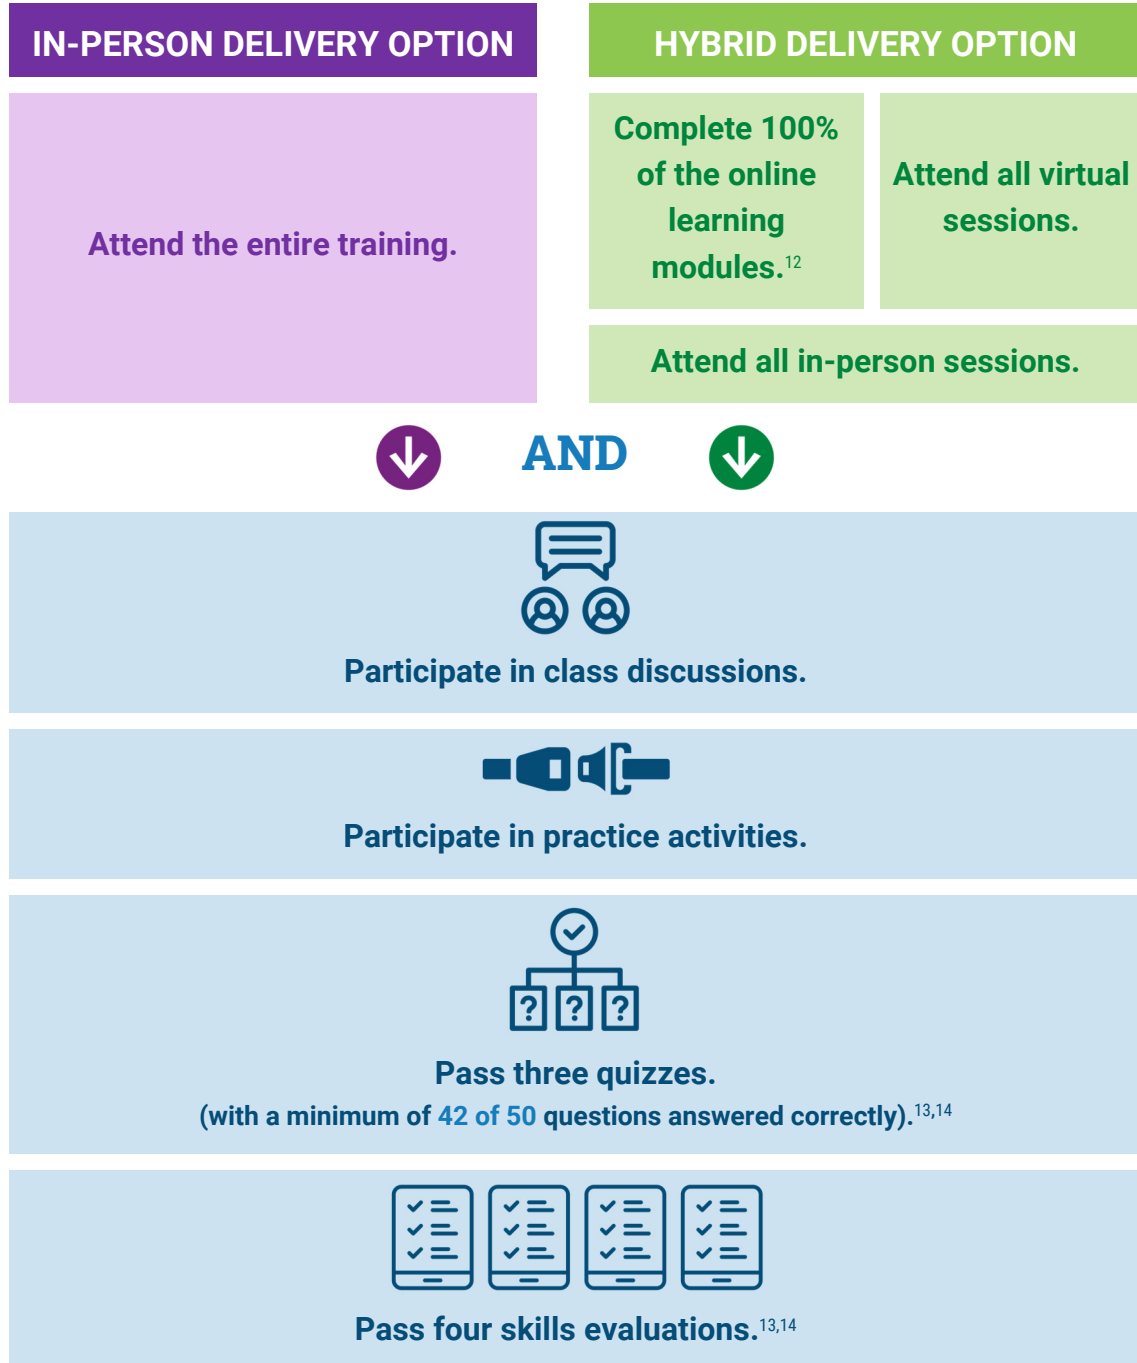 IN-PERSON DELIVERY OPTION
Attend the entire training.
HYBRID DELIVERY OPTION
Complete 100%
of the online
learning
modules.12
Attend all virtual
sessions.
Attend all in-person sessions.
AND
Participate in class discussions.
Participate in practice activities.
? ? ?
Pass three quizzes.
(with a minimum of 42 of 50 questions answered correctly).13,14
Pass four skills evaluations.13,14